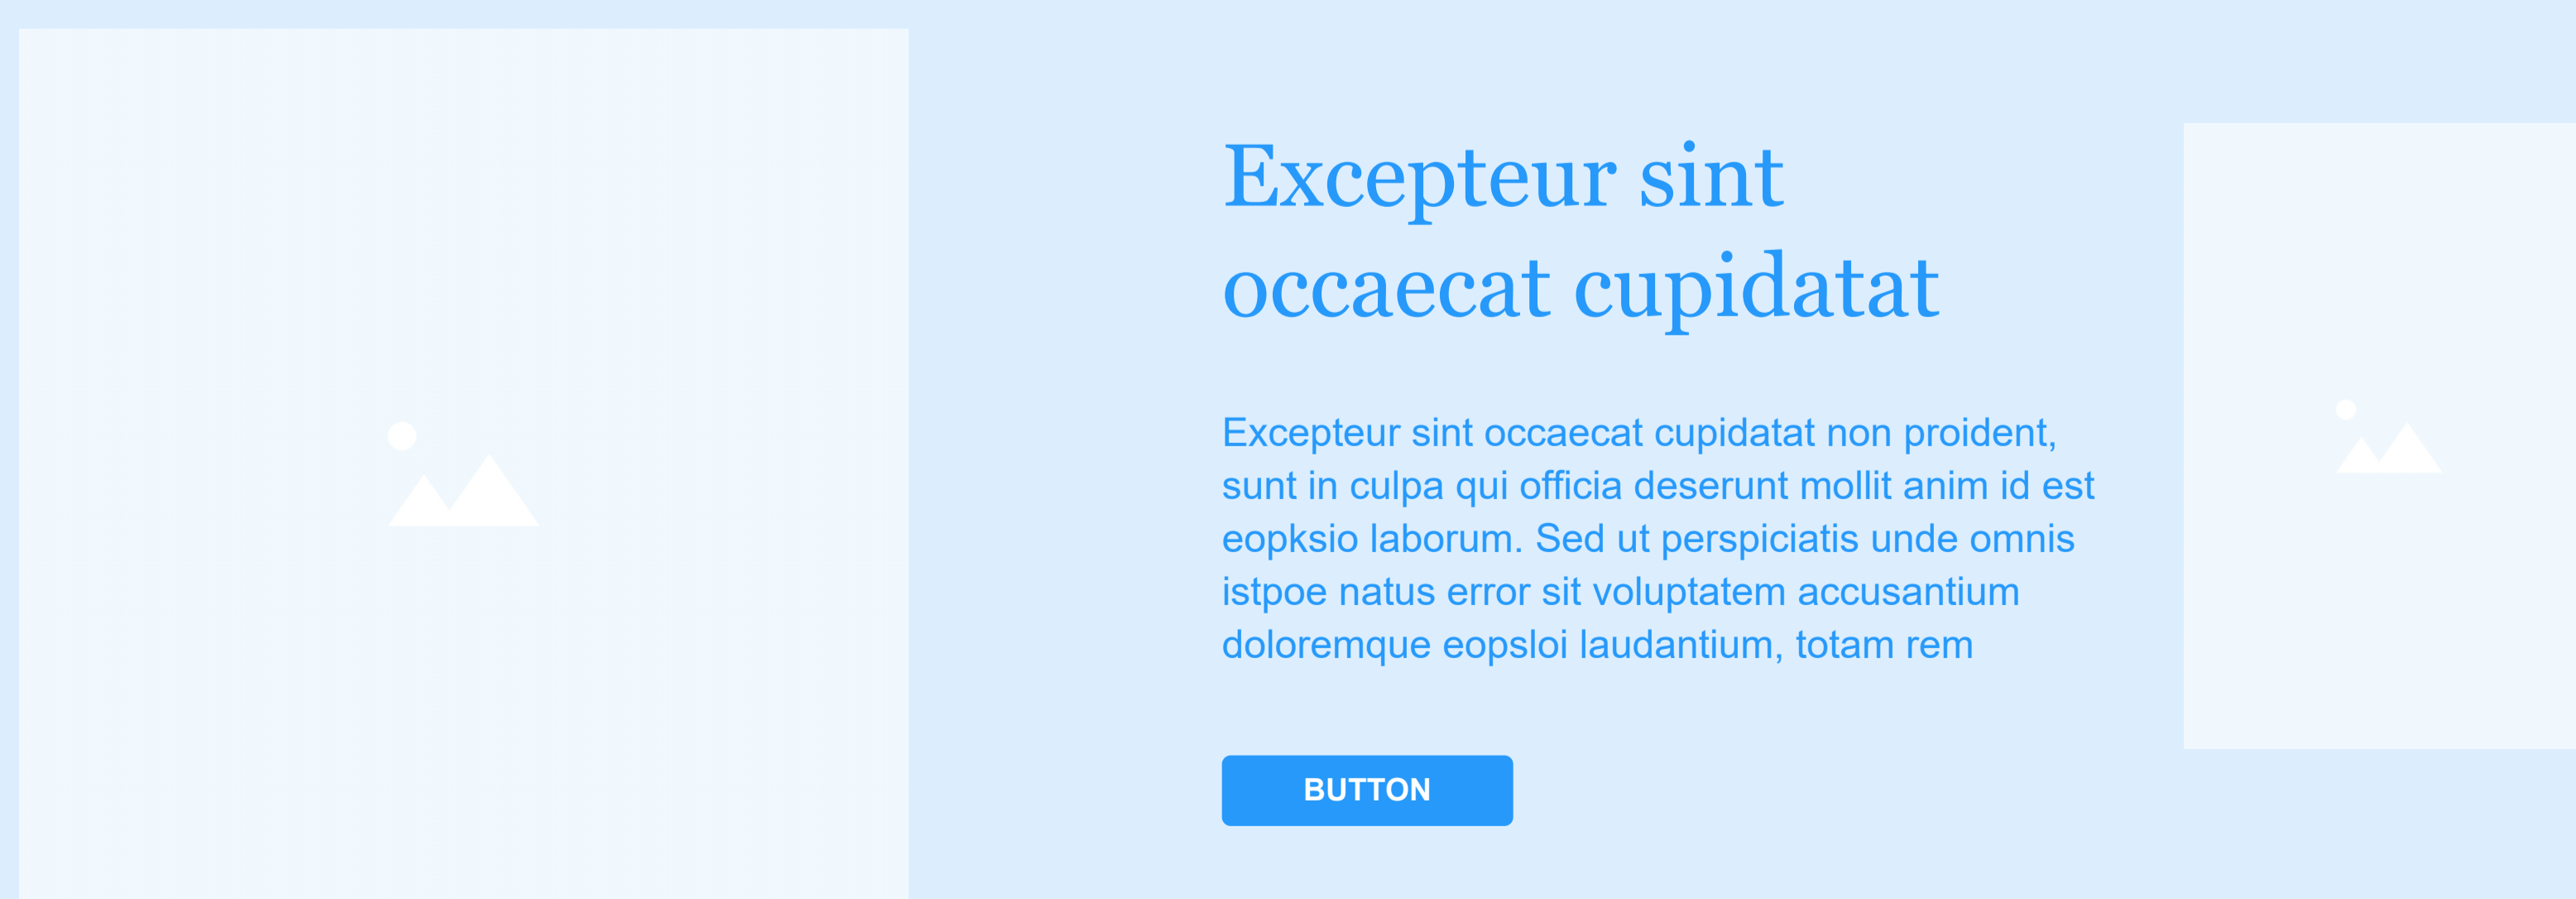 Excepteur sint
occaecat cupidatat
Excepteur sint occaecat cupidatat non proident,
sunt in culpa qui officia deserunt mollit anim id est
eopksio laborum. Sed ut perspiciatis unde omnis
istpoe natus error sit voluptatem accusantium
doloremque eopsloi laudantium, totam rem
BUTTON